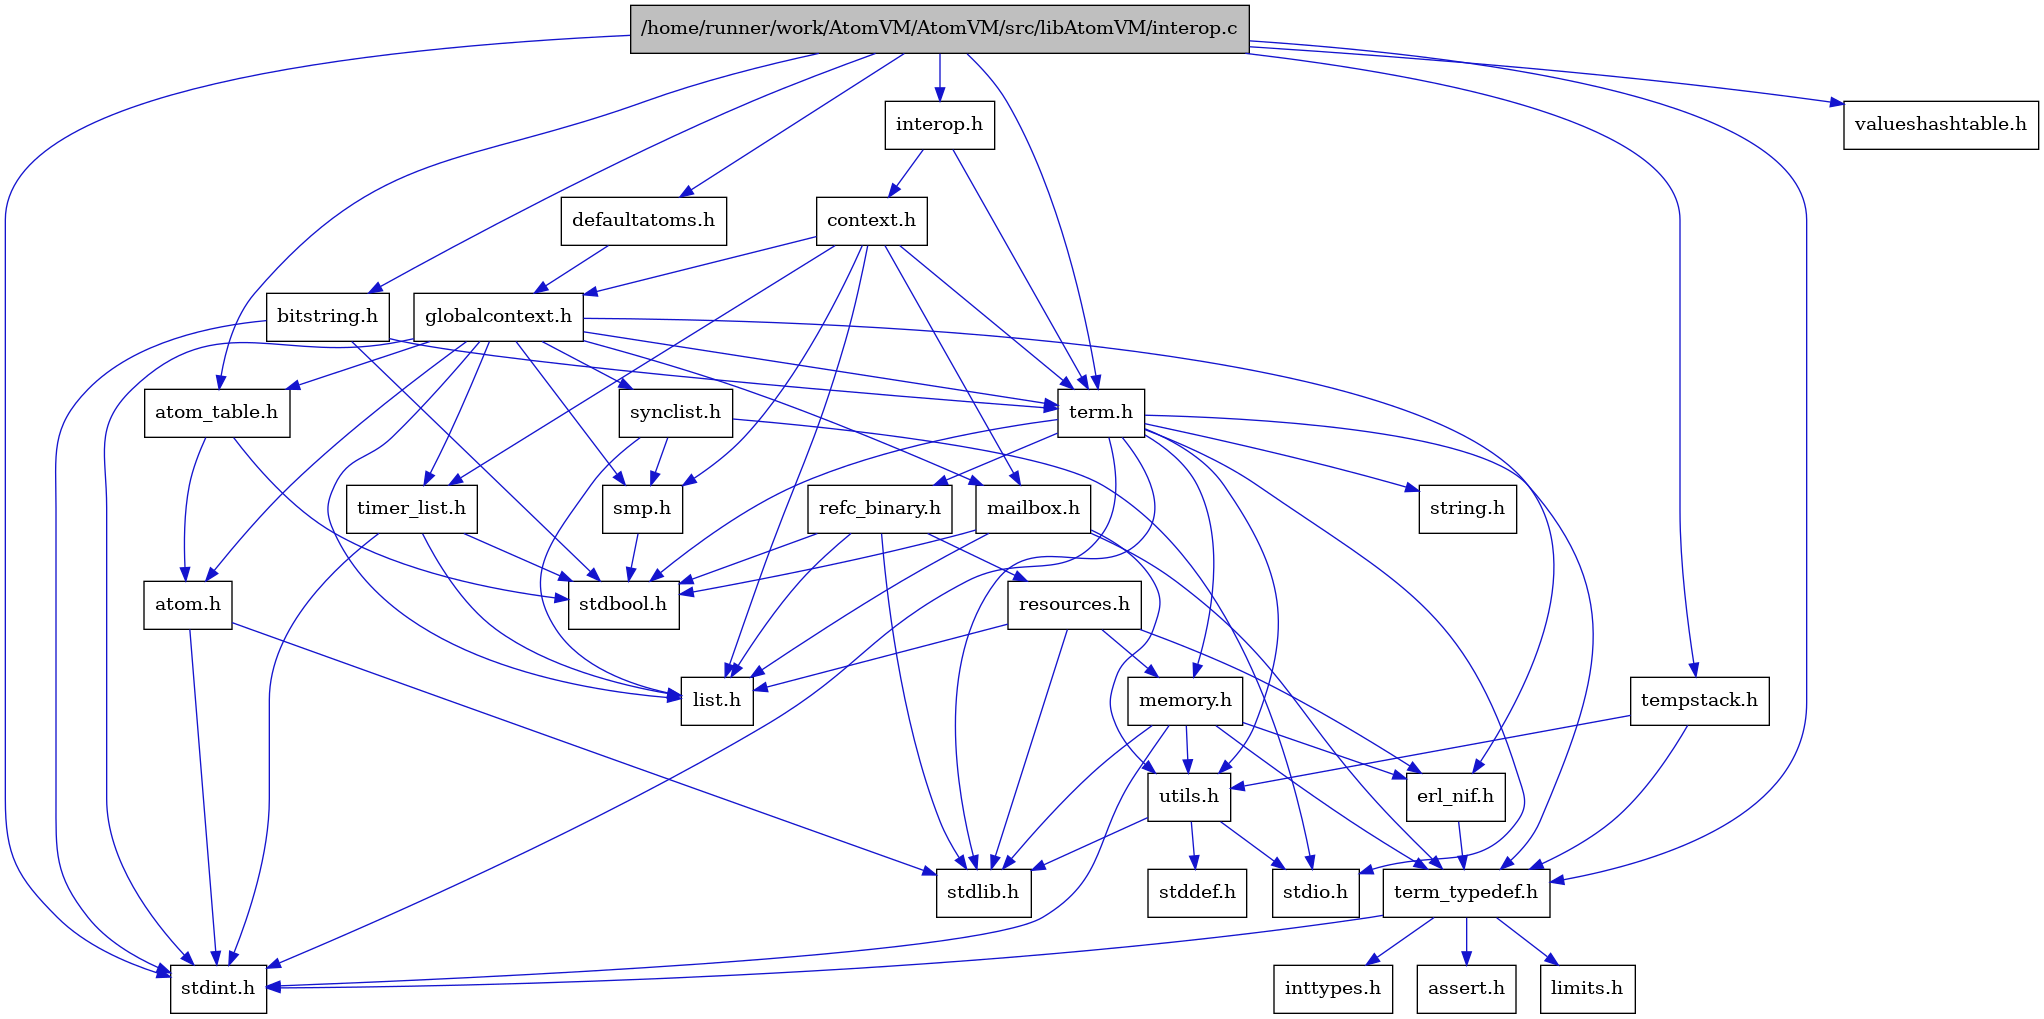 /home/runner/work/AtomVM/AtomVM/src/libAtomVM/interop.c
interop.h
valueshashtable.h
defaultatoms.h
context.h
bitstring.h
globalcontext.h
atom_table.h
synclist.h
term.h
timer_list.h
smp.h
refc_binary.h
mailbox.h
string.h
atom.h
stdbool.h
resources.h
list.h
memory.h
tempstack.h
utils.h
erl_nif.h
stdlib.h
stddef.h
stdio.h
term_typedef.h
stdint.h
inttypes.h
assert.h
limits.h